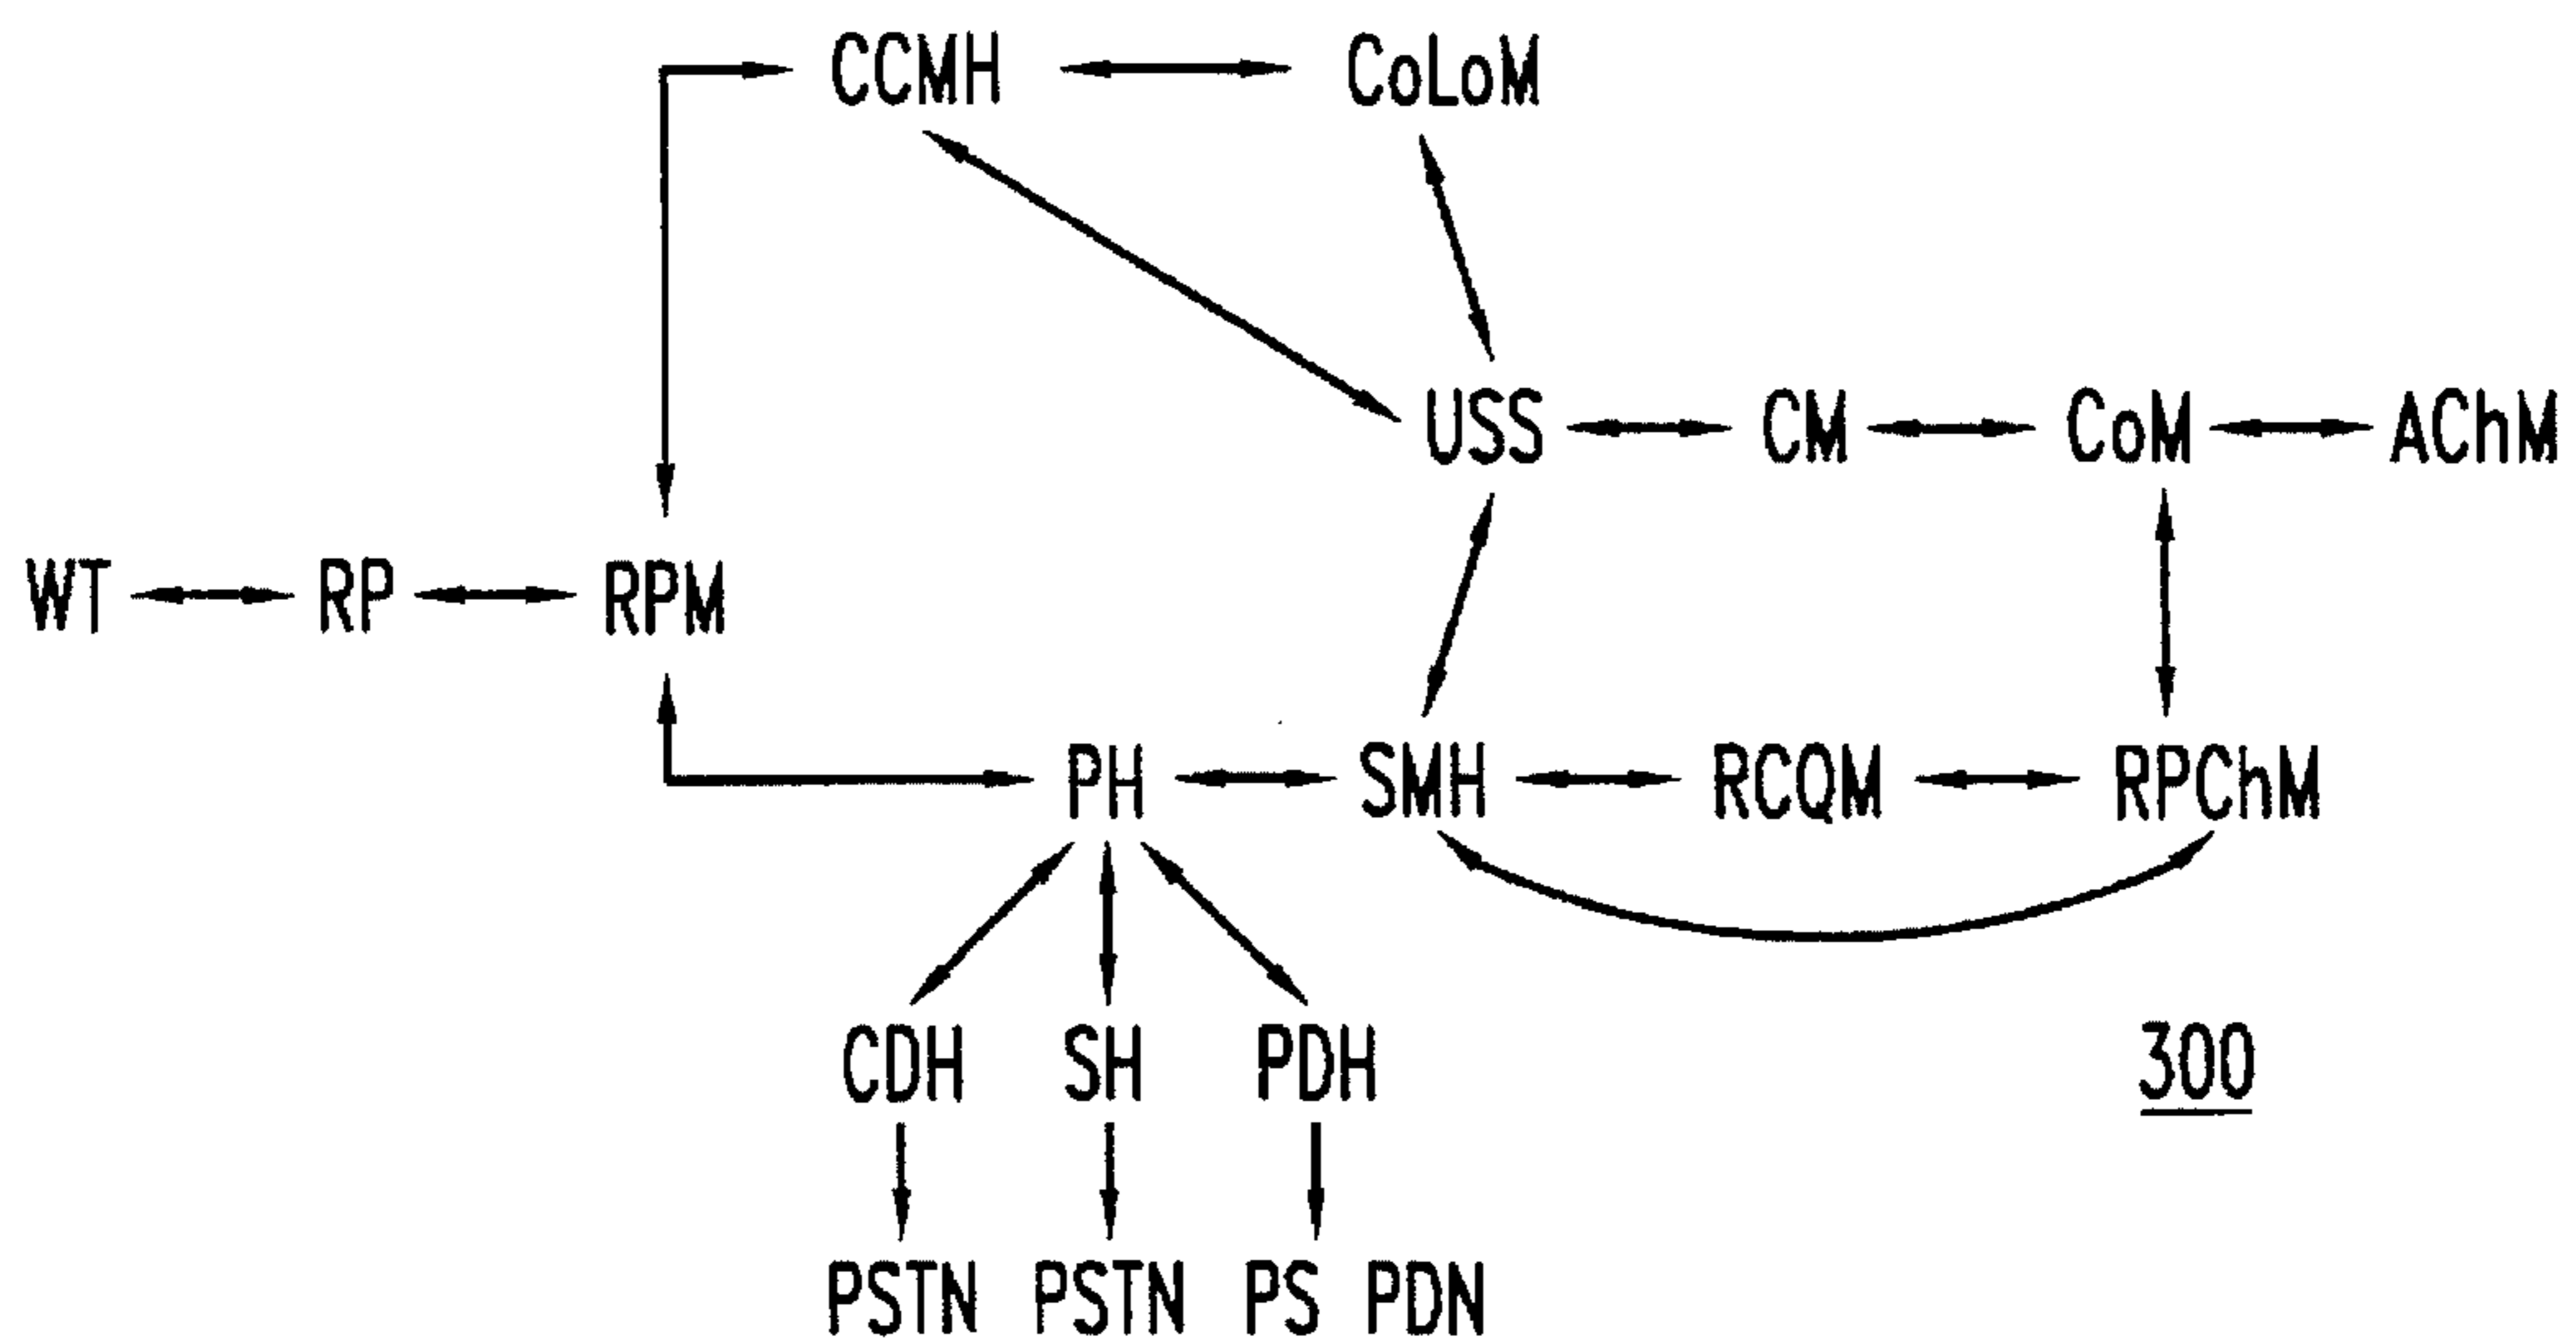 CCMH CoLoM
USS CM CoM AChM
WT RP RPM
PH SMH RCQM RPChM
CDH SH PDH
300
PSTN PSTN PS PDN